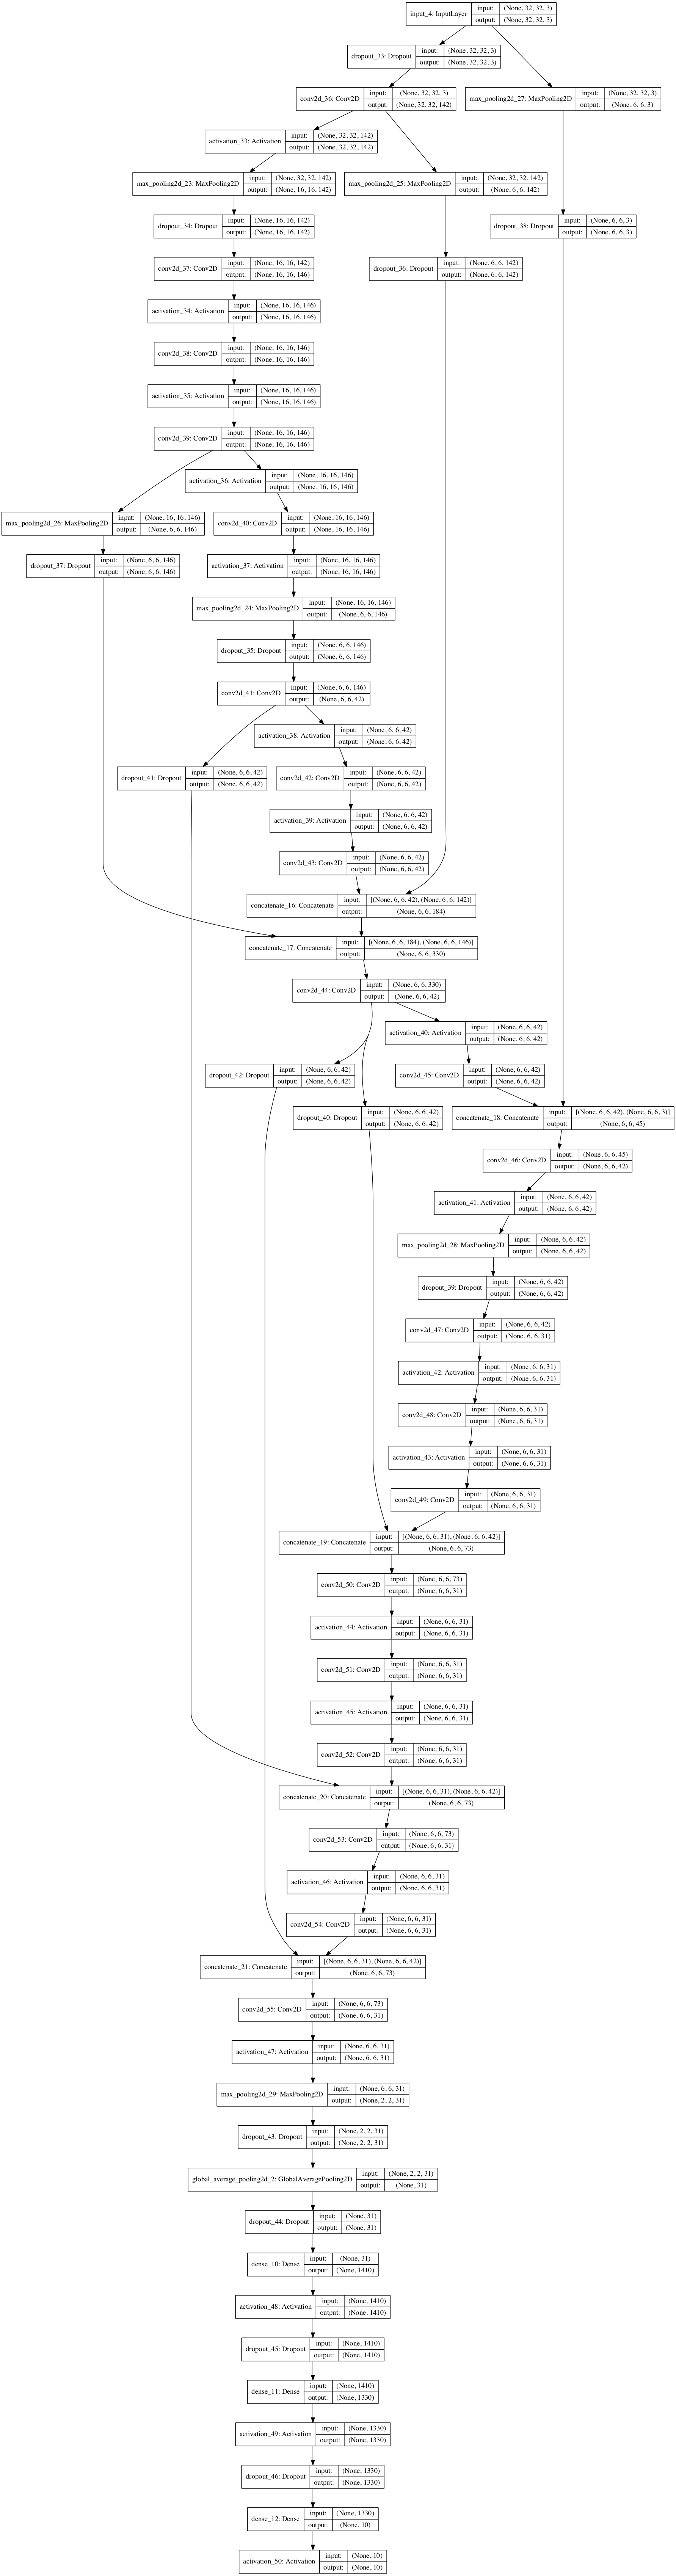 input_4: InputLayer
input: (None, 32, 32, 3)
output: (None, 32, 32, 3)
dropout_33: Dropout
input: (None, 32, 32, 3)
output: (None, 32, 32, 3)
conv2d_36: Conv2D
input: (None, 32, 32, 3)
output: (None, 32, 32, 142)
max_pooling2d_27: MaxPooling2D
input: (None, 32, 32, 3)
output: (None, 6, 6, 3)
activation_33: Activation
input: (None, 32, 32, 142)
output: (None, 32, 32, 142)
max_pooling2d_23: MaxPooling2D
input: (None, 32, 32, 142)
output: (None, 16, 16, 142)
max_pooling2d_25: MaxPooling2D
input: (None, 32, 32, 142)
output: (None, 6, 6, 142)
dropout_34: Dropout
input: (None, 16, 16, 142)
output: (None, 16, 16, 142)
dropout_38: Dropout
input: (None, 6, 6, 3)
output: (None, 6, 6, 3)
conv2d_37: Conv2D
input: (None, 16, 16, 142)
output: (None, 16, 16, 146)
dropout_36: Dropout
input: (None, 6, 6, 142)
output: (None, 6, 6, 142)
activation_34: Activation
input: (None, 16, 16, 146)
output: (None, 16, 16, 146)
conv2d_38: Conv2D
input: (None, 16, 16, 146)
output: (None, 16, 16, 146)
activation_35: Activation
input: (None, 16, 16, 146)
output: (None, 16, 16, 146)
conv2d_39: Conv2D
input: (None, 16, 16, 146)
output: (None, 16, 16, 146)
activation_36: Activation
input: (None, 16, 16, 146)
output: (None, 16, 16, 146)
max_pooling2d_26: MaxPooling2D
input: (None, 16, 16, 146)
output: (None, 6, 6, 146)
conv2d_40: Conv2D
input: (None, 16, 16, 146)
output: (None, 16, 16, 146)
dropout_37: Dropout
input: (None, 6, 6, 146)
output: (None, 6, 6, 146)
activation_37: Activation
input: (None, 16, 16, 146)
output: (None, 16, 16, 146)
max_pooling2d_24: MaxPooling2D
input: (None, 16, 16, 146)
output: (None, 6, 6, 146)
dropout_35: Dropout
input: (None, 6, 6, 146)
output: (None, 6, 6, 146)
conv2d_41: Conv2D
input: (None, 6, 6, 146)
output: (None, 6, 6, 42)
activation_38: Activation
input: (None, 6, 6, 42)
output: (None, 6, 6, 42)
dropout_41: Dropout
input: (None, 6, 6, 42)
output: (None, 6, 6, 42)
conv2d_42: Conv2D
input: (None, 6, 6, 42)
output: (None, 6, 6, 42)
activation_39: Activation
input: (None, 6, 6, 42)
output: (None, 6, 6, 42)
conv2d_43: Conv2D
input: (None, 6, 6, 42)
output: (None, 6, 6, 42)
concatenate_16: Concatenate
input: [(None, 6, 6, 42), (None, 6, 6, 142)]
output: (None, 6, 6, 184)
concatenate_17: Concatenate
input: [(None, 6, 6, 184), (None, 6, 6, 146)]
output: (None, 6, 6, 330)
conv2d_44: Conv2D
input: (None, 6, 6, 330)
output: (None, 6, 6, 42)
activation_40: Activation
input: (None, 6, 6, 42)
output: (None, 6, 6, 42)
dropout_42: Dropout
input: (None, 6, 6, 42)
output: (None, 6, 6, 42)
conv2d_45: Conv2D
input: (None, 6, 6, 42)
output: (None, 6, 6, 42)
dropout_40: Dropout
input: (None, 6, 6, 42)
output: (None, 6, 6, 42)
concatenate_18: Concatenate
input: [(None, 6, 6, 42), (None, 6, 6, 3)]
output: (None, 6, 6, 45)
conv2d_46: Conv2D
input: (None, 6, 6, 45)
output: (None, 6, 6, 42)
activation_41: Activation
input: (None, 6, 6, 42)
output: (None, 6, 6, 42)
max_pooling2d_28: MaxPooling2D
input: (None, 6, 6, 42)
output: (None, 6, 6, 42)
dropout_39: Dropout
input: (None, 6, 6, 42)
output: (None, 6, 6, 42)
conv2d_47: Conv2D
input: (None, 6, 6, 42)
output: (None, 6, 6, 31)
activation_42: Activation
input: (None, 6, 6, 31)
output: (None, 6, 6, 31)
conv2d_48: Conv2D
input: (None, 6, 6, 31)
output: (None, 6, 6, 31)
activation_43: Activation
input: (None, 6, 6, 31)
output: (None, 6, 6, 31)
conv2d_49: Conv2D
input: (None, 6, 6, 31)
output: (None, 6, 6, 31)
concatenate_19: Concatenate
input: [(None, 6, 6, 31), (None, 6, 6, 42)]
output: (None, 6, 6, 73)
conv2d_50: Conv2D
input: (None, 6, 6, 73)
output: (None, 6, 6, 31)
activation_44: Activation
input: (None, 6, 6, 31)
output: (None, 6, 6, 31)
conv2d_51: Conv2D
input: (None, 6, 6, 31)
output: (None, 6, 6, 31)
activation_45: Activation
input: (None, 6, 6, 31)
output: (None, 6, 6, 31)
conv2d_52: Conv2D
input: (None, 6, 6, 31)
output: (None, 6, 6, 31)
concatenate_20: Concatenate
input: [(None, 6, 6, 31), (None, 6, 6, 42)]
output: (None, 6, 6, 73)
conv2d_53: Conv2D
input: (None, 6, 6, 73)
output: (None, 6, 6, 31)
activation_46: Activation
input: (None, 6, 6, 31)
output: (None, 6, 6, 31)
conv2d_54: Conv2D
input: (None, 6, 6, 31)
output: (None, 6, 6, 31)
concatenate_21: Concatenate
input: [(None, 6, 6, 31), (None, 6, 6, 42)]
output: (None, 6, 6, 73)
conv2d_55: Conv2D
input: (None, 6, 6, 73)
output: (None, 6, 6, 31)
activation_47: Activation
input: (None, 6, 6, 31)
output: (None, 6, 6, 31)
max_pooling2d_29: MaxPooling2D
input: (None, 6, 6, 31)
output: (None, 2, 2, 31)
dropout_43: Dropout
input: (None, 2, 2, 31)
output: (None, 2, 2, 31)
global_average_pooling2d_2: GlobalAveragePooling2D
input: (None, 2, 2, 31)
output: (None, 31)
dropout_44: Dropout
input: (None, 31)
output: (None, 31)
dense_10: Dense
input: (None, 31)
output: (None, 1410)
activation_48: Activation
input: (None, 1410)
output: (None, 1410)
dropout_45: Dropout
input: (None, 1410)
output: (None, 1410)
dense_11: Dense
input: (None, 1410)
output: (None, 1330)
activation_49: Activation
input: (None, 1330)
output: (None, 1330)
dropout_46: Dropout
input: (None, 1330)
output: (None, 1330)
dense_12: Dense
input: (None, 1330)
output: (None, 10)
activation_50: Activation
input: (None, 10)
output: (None, 10)